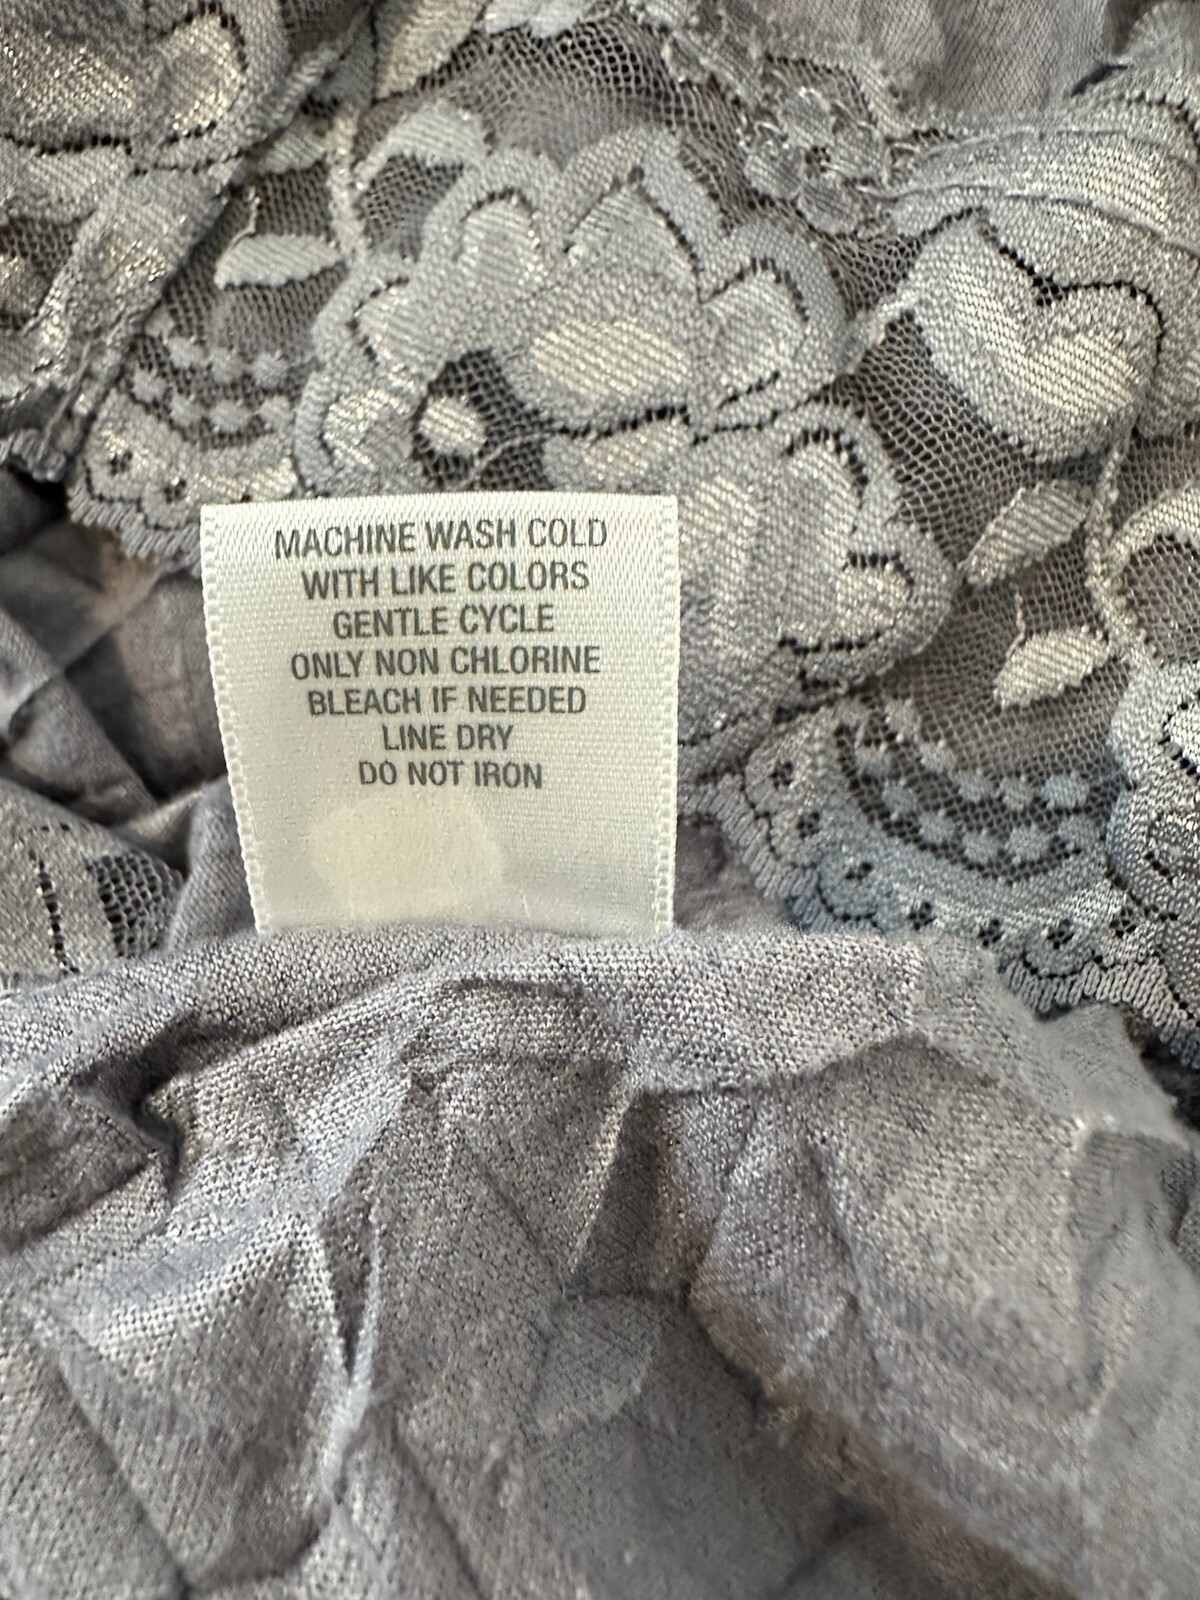 MACHINE WASH COLD
WITH LIKE COLORS
GENTLE CYCLE
ONLY NON CHLORINE
BLEACH IF NEEDED
LINE DRY
DO NOT IRON